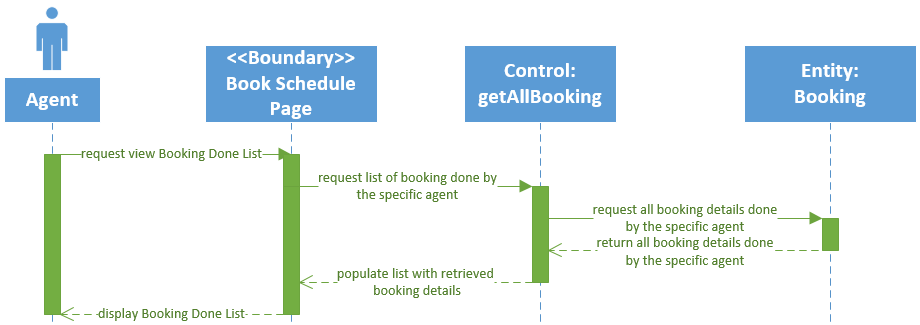 Agent
<<Boundary>>
Book Schedule
Page
Control:
getAllBooking
Entity:
Booking
request view Booking Done List
request list of booking done by
the specific agent
request all booking details done
by the specific agent
return all booking details done
by the specific agent
populate list with retrieved
booking details
display Booking Done List